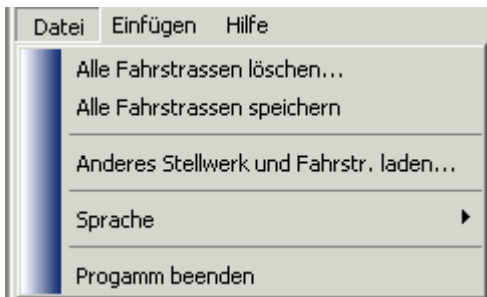 Datei Einfügen Hilfe
Alle Fahrstrassen löschen...
Alle Fahrstrassen speichern
Anderes Stellwerk und Fahrstr. laden...
Sprache
Progamm beenden